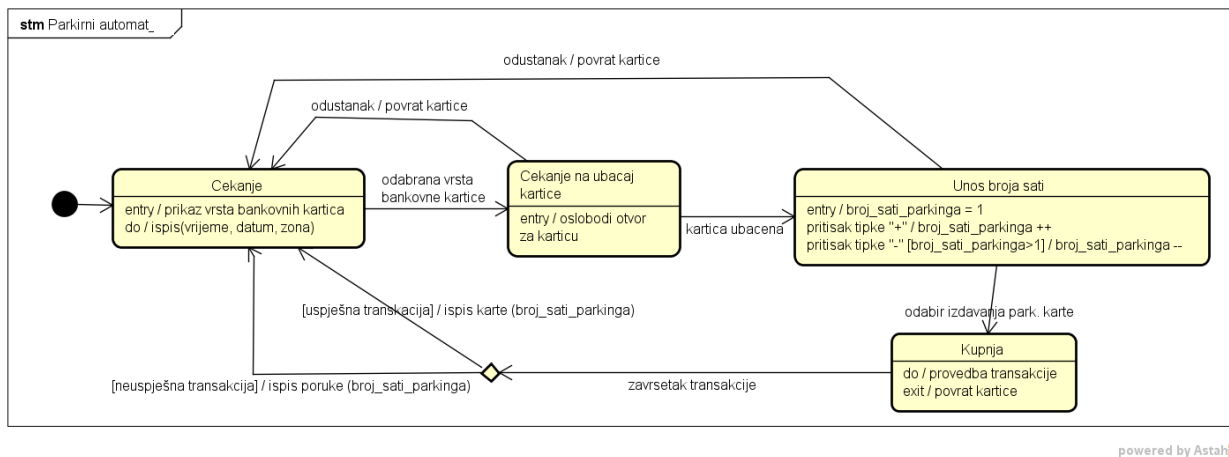 stm Parkirni automat_
odustanak / povrat kartice
odustanak / povrat kartice
Cekanje
entry / prikaz vrsta bankovnih kartica
do / ispis(vrijeme, datum, zona)
odabrana vrsta
bankovne kartice
Cekanje na ubacaj
kartice
entry / oslobodi otvor
za karticu
kartica ubacena
Unos broja sati
entry / broj_sati_parkinga = 1
pritisak tipke "+" / broj_sati_parkinga ++
pritisak tipke "-" [broj_sati_parkinga>1] / broj_sati_parkinga --
[uspješna transkacija] / ispis karte (broj_sati_parkinga)
odabir izdavanja park. karte
Kupnja
do / provedba transakcije
exit / povrat kartice
[neuspješna transakcija] / ispis poruke (broj_sati_parkinga)
zavrsetak transakcije
powered by Astah